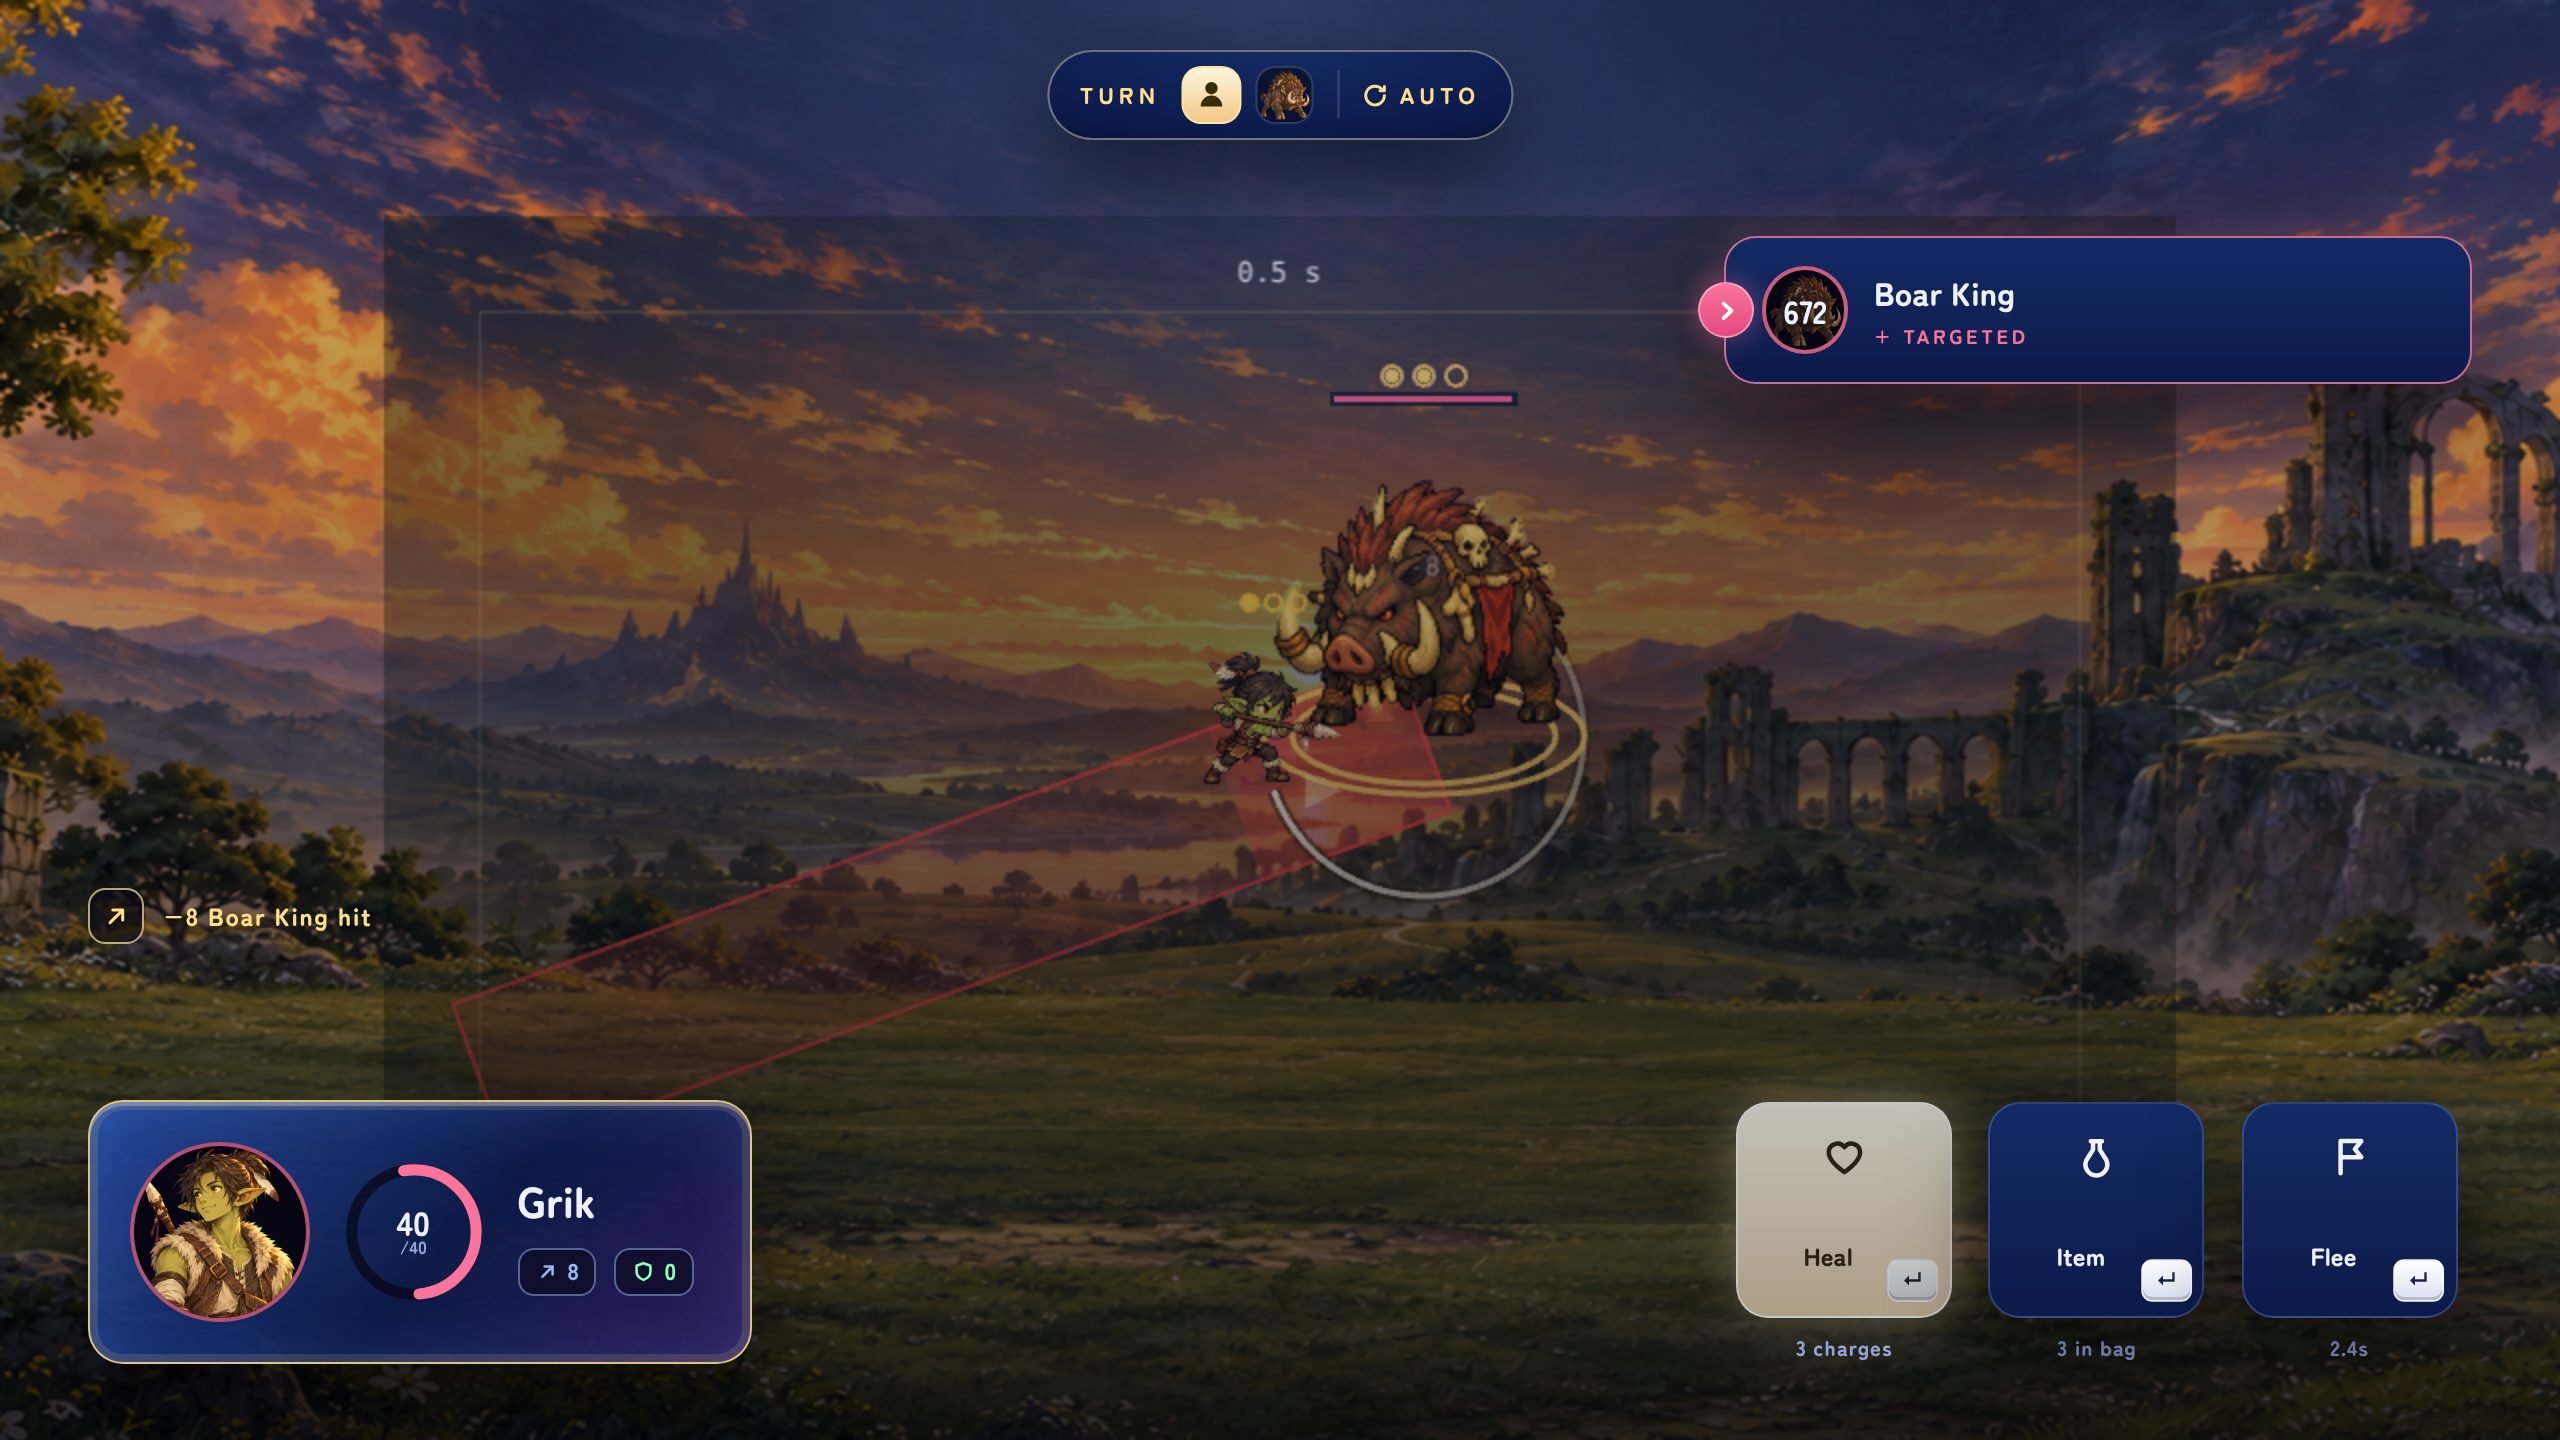 TURN
AUTO
0.5 s
672
Boar King
+ TARGETED
-8
−8 Boar King hit
40
/40
Grik
8
0
Heal
Item
Flee
3 charges
3 in bag
2.4s